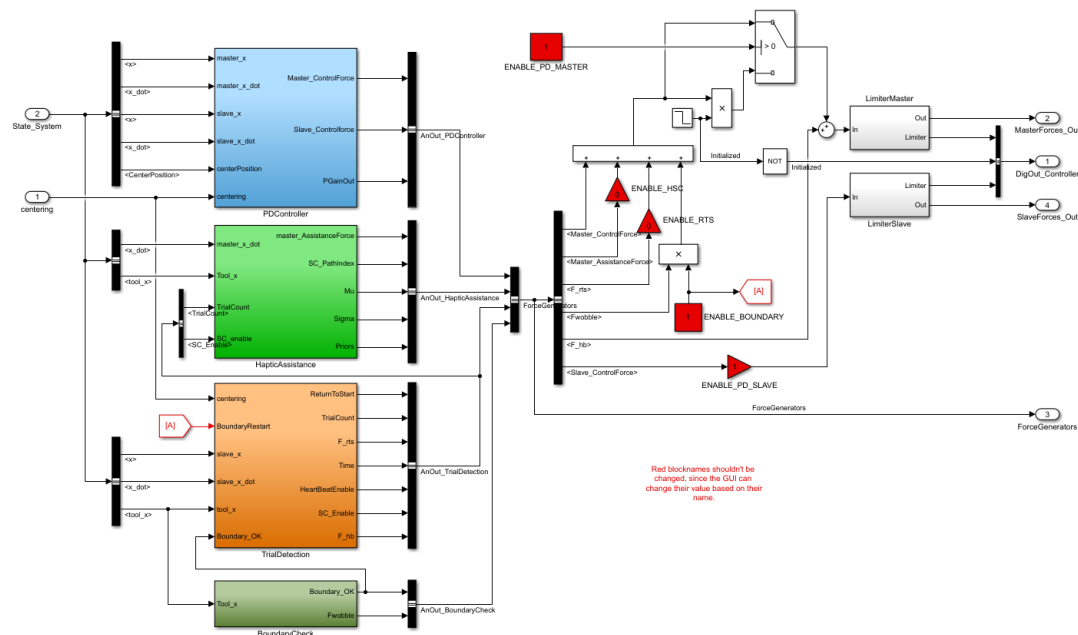 2
State_System
1
centering
<x>
<x_dot>
<x>
<x_dot>
<CenterPosition>
master_x
master_x_dot
slave_x
slave_x_dot
centerPosition
centering
Master_ControlForce
Slave_Controlforce
PGainOut
PDController
AnOut_PDController
<x_dot>
<tool_x>
<TrialCount>
<SC_Enable>
master_x_dot
Tool_x
TrialCount
SC_enable
master_AssistanceForce
SC_PathIndex
Mu
Sigma
Priors
HapticAssistance
AnOut_HapticAssistance
[A]
<x>
<x_dot>
<tool_x>
centering
BoundaryRestart
slave_x
slave_x_dot
tool_x
Boundary_OK
ReturnToStart
TrialCount
F_rts
Time
HeartBeatEnable
SC_Enable
F_hb
TrialDetection
AnOut_TrialDetection
Tool_x
Boundary_OK
Fwobble
BoundaryCheck
AnOut_BoundaryCheck
ForceGenerators
<Master_ControlForce>
<Master_AssistanceForce>
<F_rts>
<Fwobble>
<F_hb>
<Slave_ControlForce>
1
ENABLE_PD_MASTER
> 0
×
+ + + +
Initialized
NOT
Initialized
ENABLE_HSC
ENABLE_RTS
×
1
ENABLE_BOUNDARY
[A]
ENABLE_PD_SLAVE
LimiterMaster
In
Out
Limiter
LimiterSlave
In
Limiter
Out
2
MasterForces_Out
1
DigOut_Controller
4
SlaveForces_Out
ForceGenerators
3
ForceGenerators
Red blocknames shouldn't be
changed, since the GUI can
change their value based on their
name.